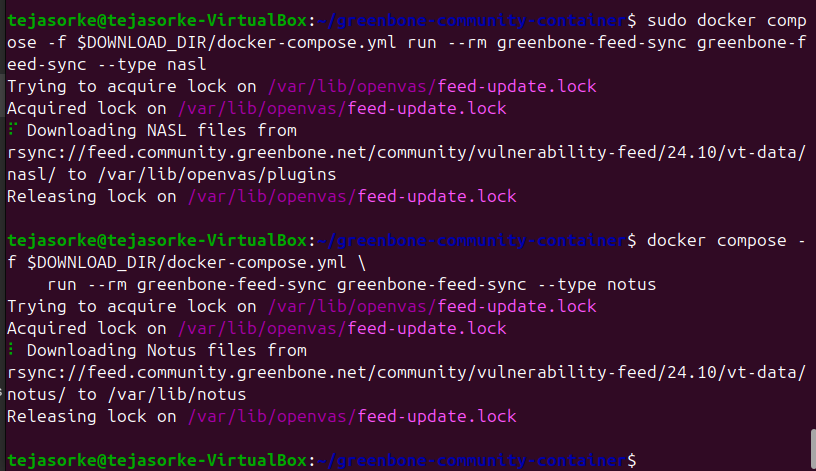 tejasorke@tejasorke-VirtualBox:~/greenbone-community-container$ sudo docker comp
ose -f $DOWNLOAD_DIR/docker-compose.yml run --rm greenbone-feed-sync greenbone-f
eed-sync --type nasl
Trying to acquire lock on /var/lib/openvas/feed-update.lock
Acquired lock on /var/lib/openvas/feed-update.lock
⠏ Downloading NASL files from
rsync://feed.community.greenbone.net/community/vulnerability-feed/24.10/vt-data/
nasl/ to /var/lib/openvas/plugins
Releasing lock on /var/lib/openvas/feed-update.lock
tejasorke@tejasorke-VirtualBox:~/greenbone-community-container$ docker compose -
f $DOWNLOAD_DIR/docker-compose.yml \
    run --rm greenbone-feed-sync greenbone-feed-sync --type notus
Trying to acquire lock on /var/lib/openvas/feed-update.lock
Acquired lock on /var/lib/openvas/feed-update.lock
⠇ Downloading Notus files from
rsync://feed.community.greenbone.net/community/vulnerability-feed/24.10/vt-data/
notus/ to /var/lib/notus
Releasing lock on /var/lib/openvas/feed-update.lock
tejasorke@tejasorke-VirtualBox:~/greenbone-community-container$